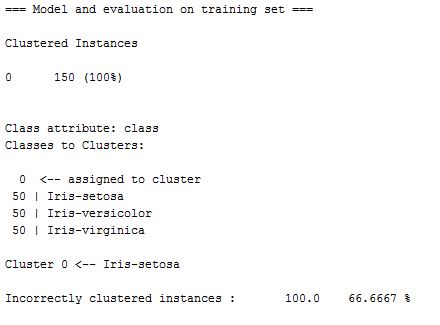 === Model and evaluation on training set ===
Clustered Instances
0      150 (100%)
Class attribute: class
Classes to Clusters:
  0  <-- assigned to cluster
 50 | Iris-setosa
 50 | Iris-versicolor
 50 | Iris-virginica
Cluster 0 <-- Iris-setosa
Incorrectly clustered instances :       100.0    66.6667 %